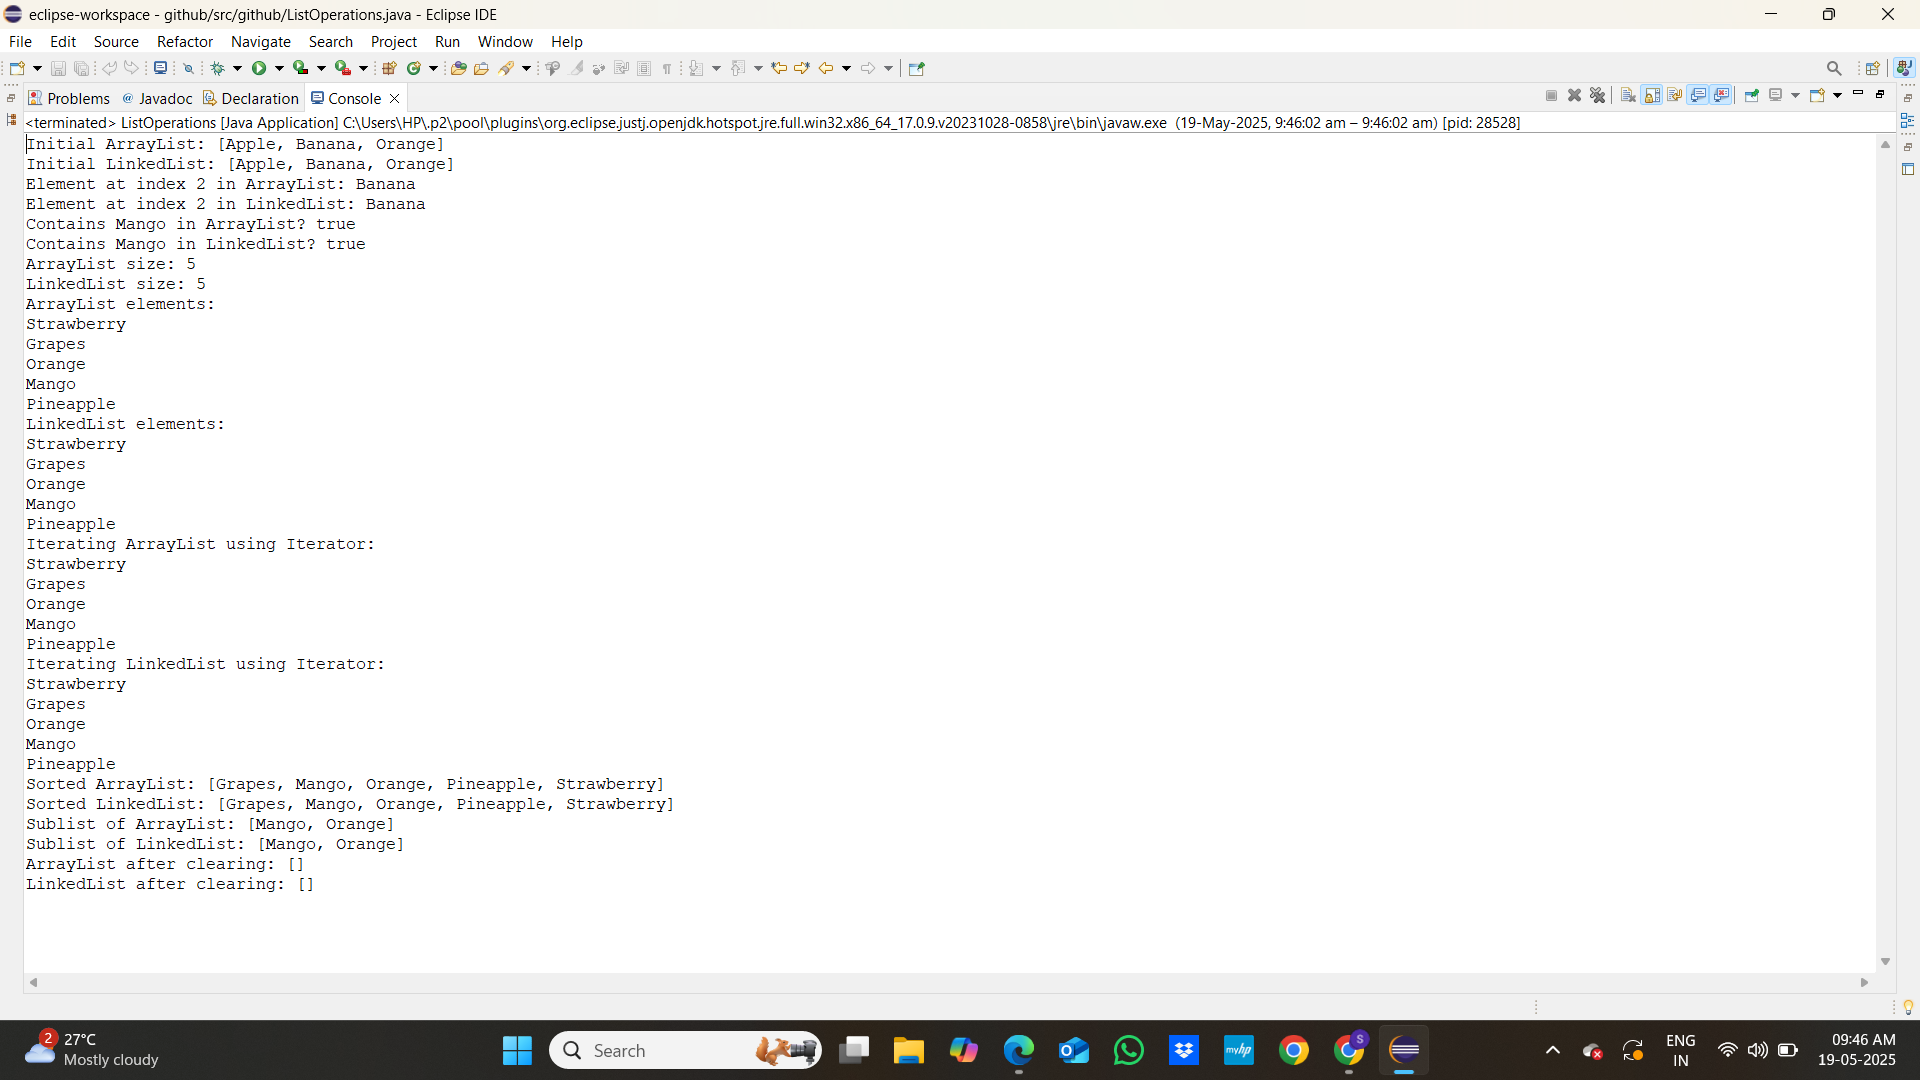 eclipse-workspace - github/src/github/ListOperations.java - Eclipse IDE
File Edit Source Refactor Navigate Search Project Run Window Help
Problems @ Javadoc Declaration Console
<terminated> ListOperations [Java Application] C:\Users\HP\.p2\pool\plugins\org.eclipse.justj.openjdk.hotspot.jre.full.win32.x86_64_17.0.9.v20231028-0858\jre\bin\javaw.exe (19-May-2025, 9:46:02 am – 9:46:02 am) [pid: 28528]
Initial ArrayList: [Apple, Banana, Orange]
Initial LinkedList: [Apple, Banana, Orange]
Element at index 2 in ArrayList: Banana
Element at index 2 in LinkedList: Banana
Contains Mango in ArrayList? true
Contains Mango in LinkedList? true
ArrayList size: 5
LinkedList size: 5
ArrayList elements:
Strawberry
Grapes
Orange
Mango
Pineapple
LinkedList elements:
Strawberry
Grapes
Orange
Mango
Pineapple
Iterating ArrayList using Iterator:
Strawberry
Grapes
Orange
Mango
Pineapple
Iterating LinkedList using Iterator:
Strawberry
Grapes
Orange
Mango
Pineapple
Sorted ArrayList: [Grapes, Mango, Orange, Pineapple, Strawberry]
Sorted LinkedList: [Grapes, Mango, Orange, Pineapple, Strawberry]
Sublist of ArrayList: [Mango, Orange]
Sublist of LinkedList: [Mango, Orange]
ArrayList after clearing: []
LinkedList after clearing: []
2
27°C
Mostly cloudy
Search
myhp
S
ENG
IN
09:46 AM
19-05-2025